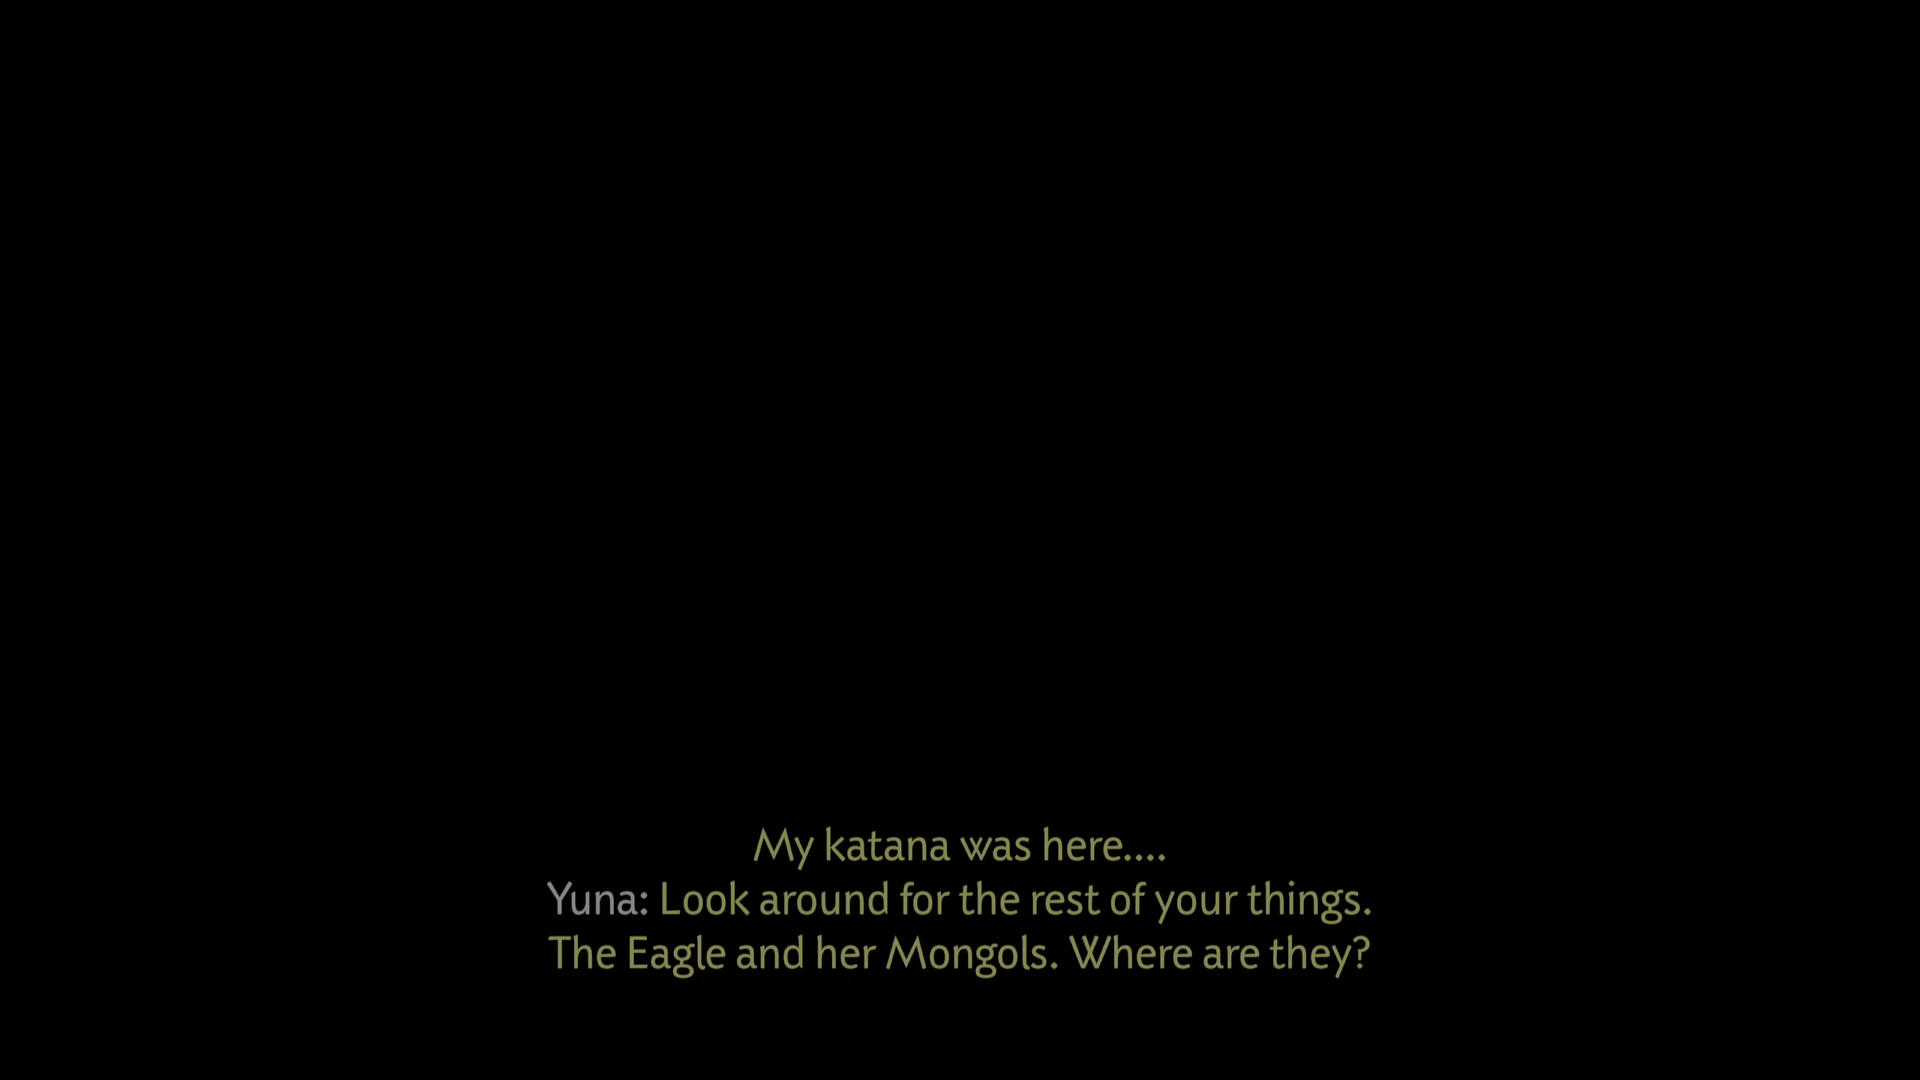 My katana was here....
Yuna: Look around for the rest of your things.
The Eagle and her Mongols. Where are they?